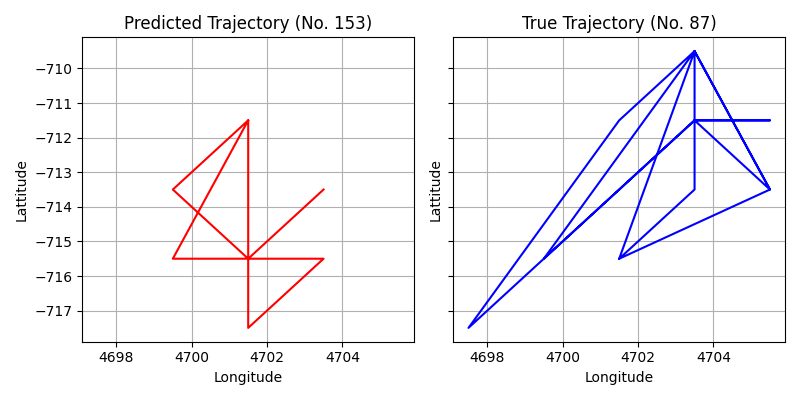 Predicted Trajectory (No. 153)
True Trajectory (No. 87)
Lattitude
−710
−711
−712
−713
−714
−715
−716
−717
4698
4700
4702
4704
Longitude
Lattitude
4698
4700
4702
4704
Longitude